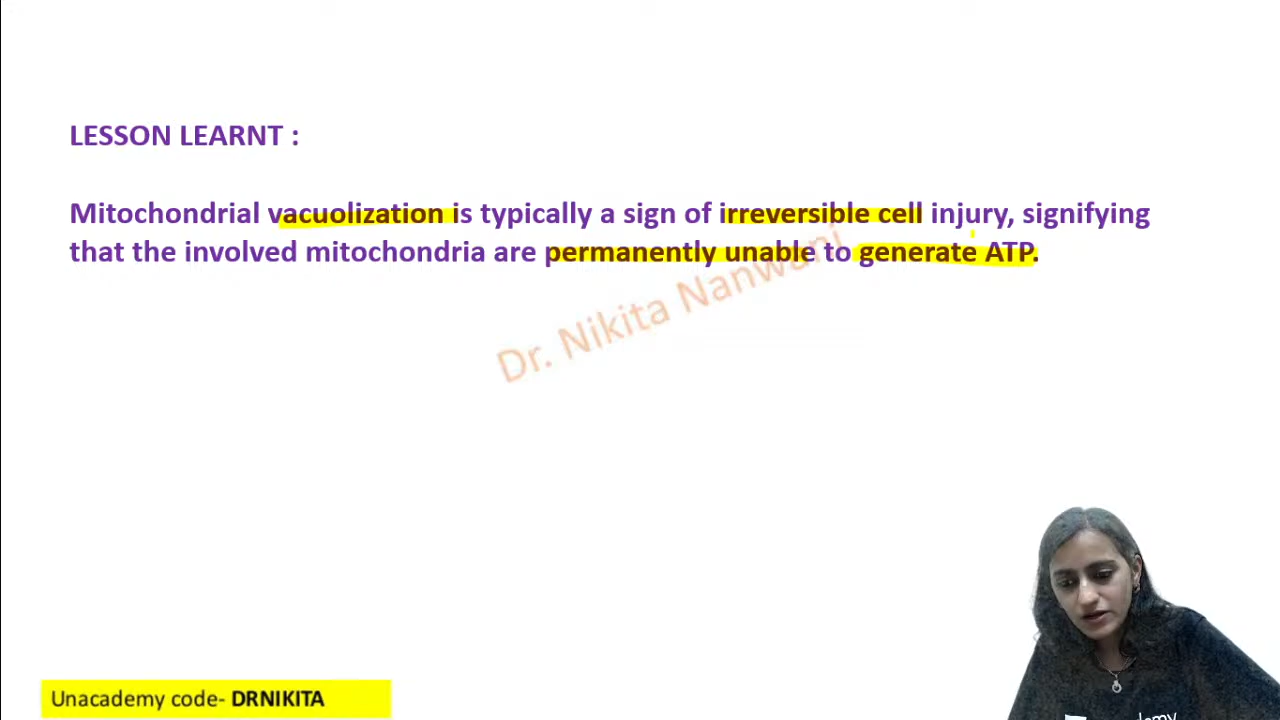 LESSON LEARNT :
Mitochondrial vacuolization is typically a sign of irreversible cell injury, signifying
that the involved mitochondria are permanently unable to generate ATP.
Dr. Nikita Nanwani
Unacademy code- DRNIKITA